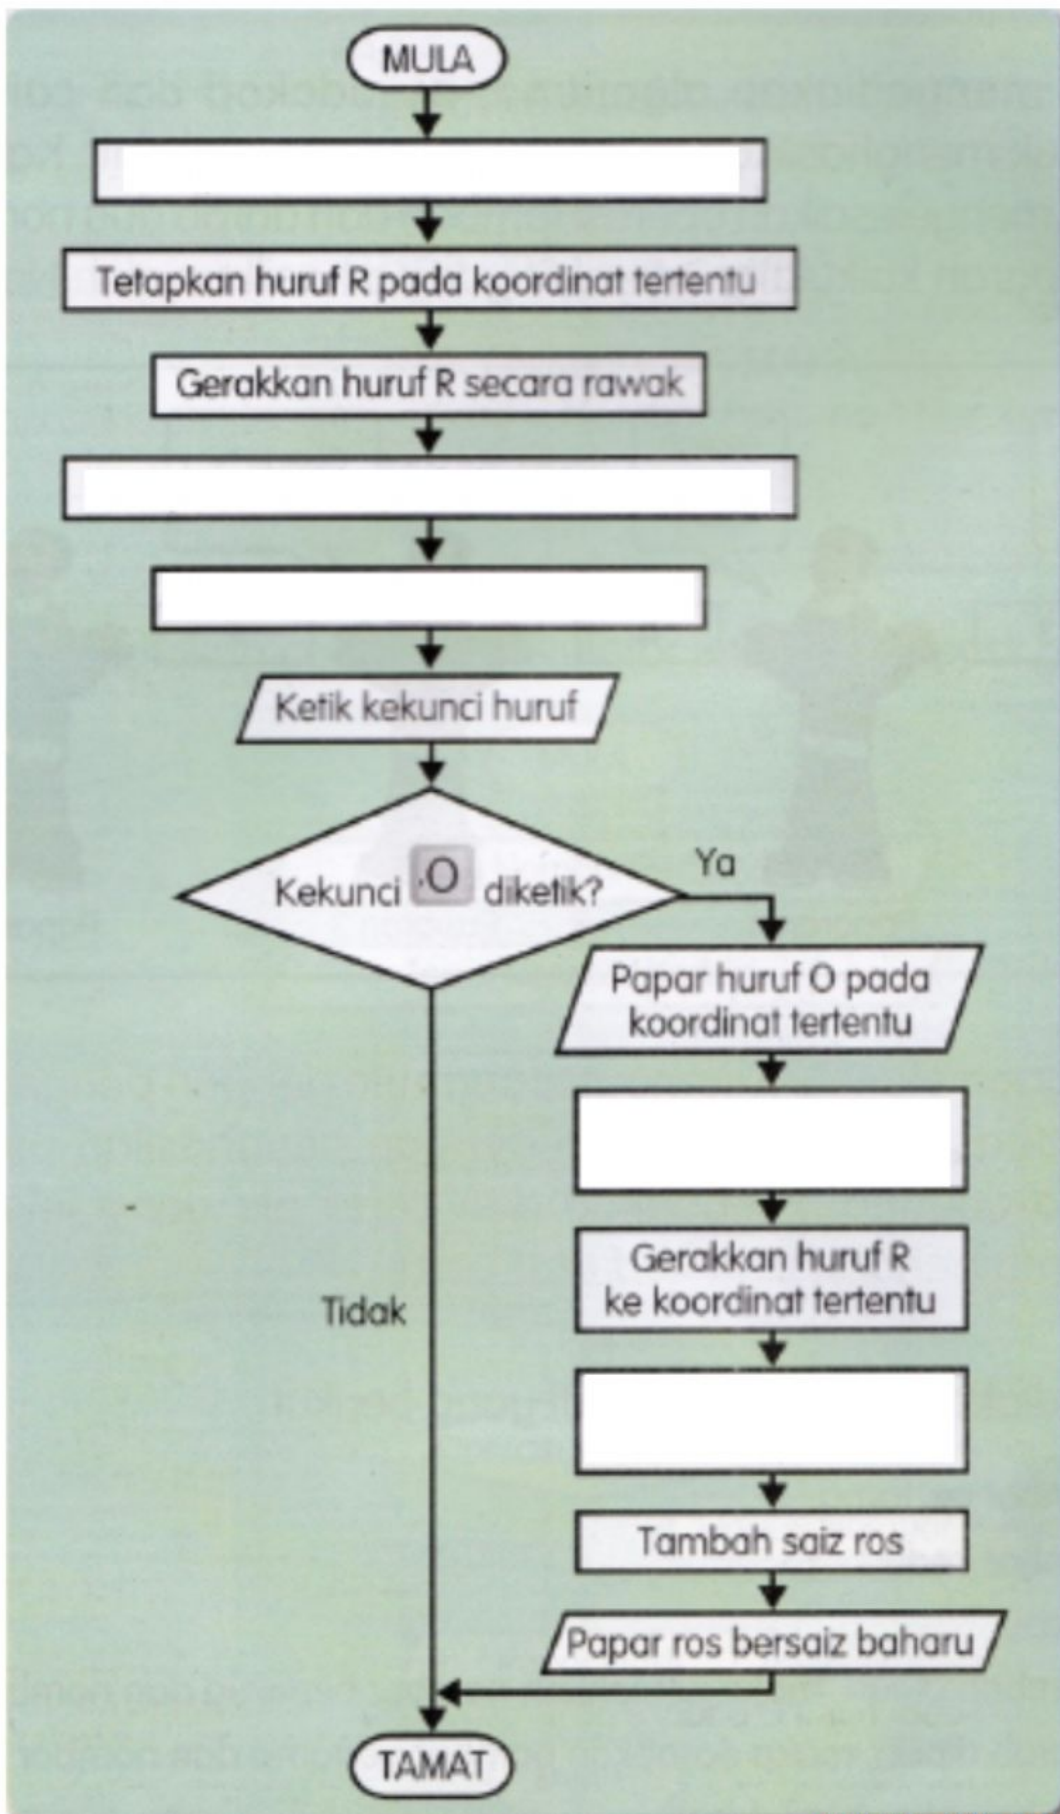 MULA
Tetapkan huruf R pada koordinat tertentu
Gerakkan huruf R secara rawak
Ketik kekunci huruf
Kekunci O diketik?
Ya
Papar huruf O pada
koordinat tertentu
Gerakkan huruf R
ke koordinat tertentu
Tidak
Tambah saiz ros
Papar ros bersaiz baharu
TAMAT